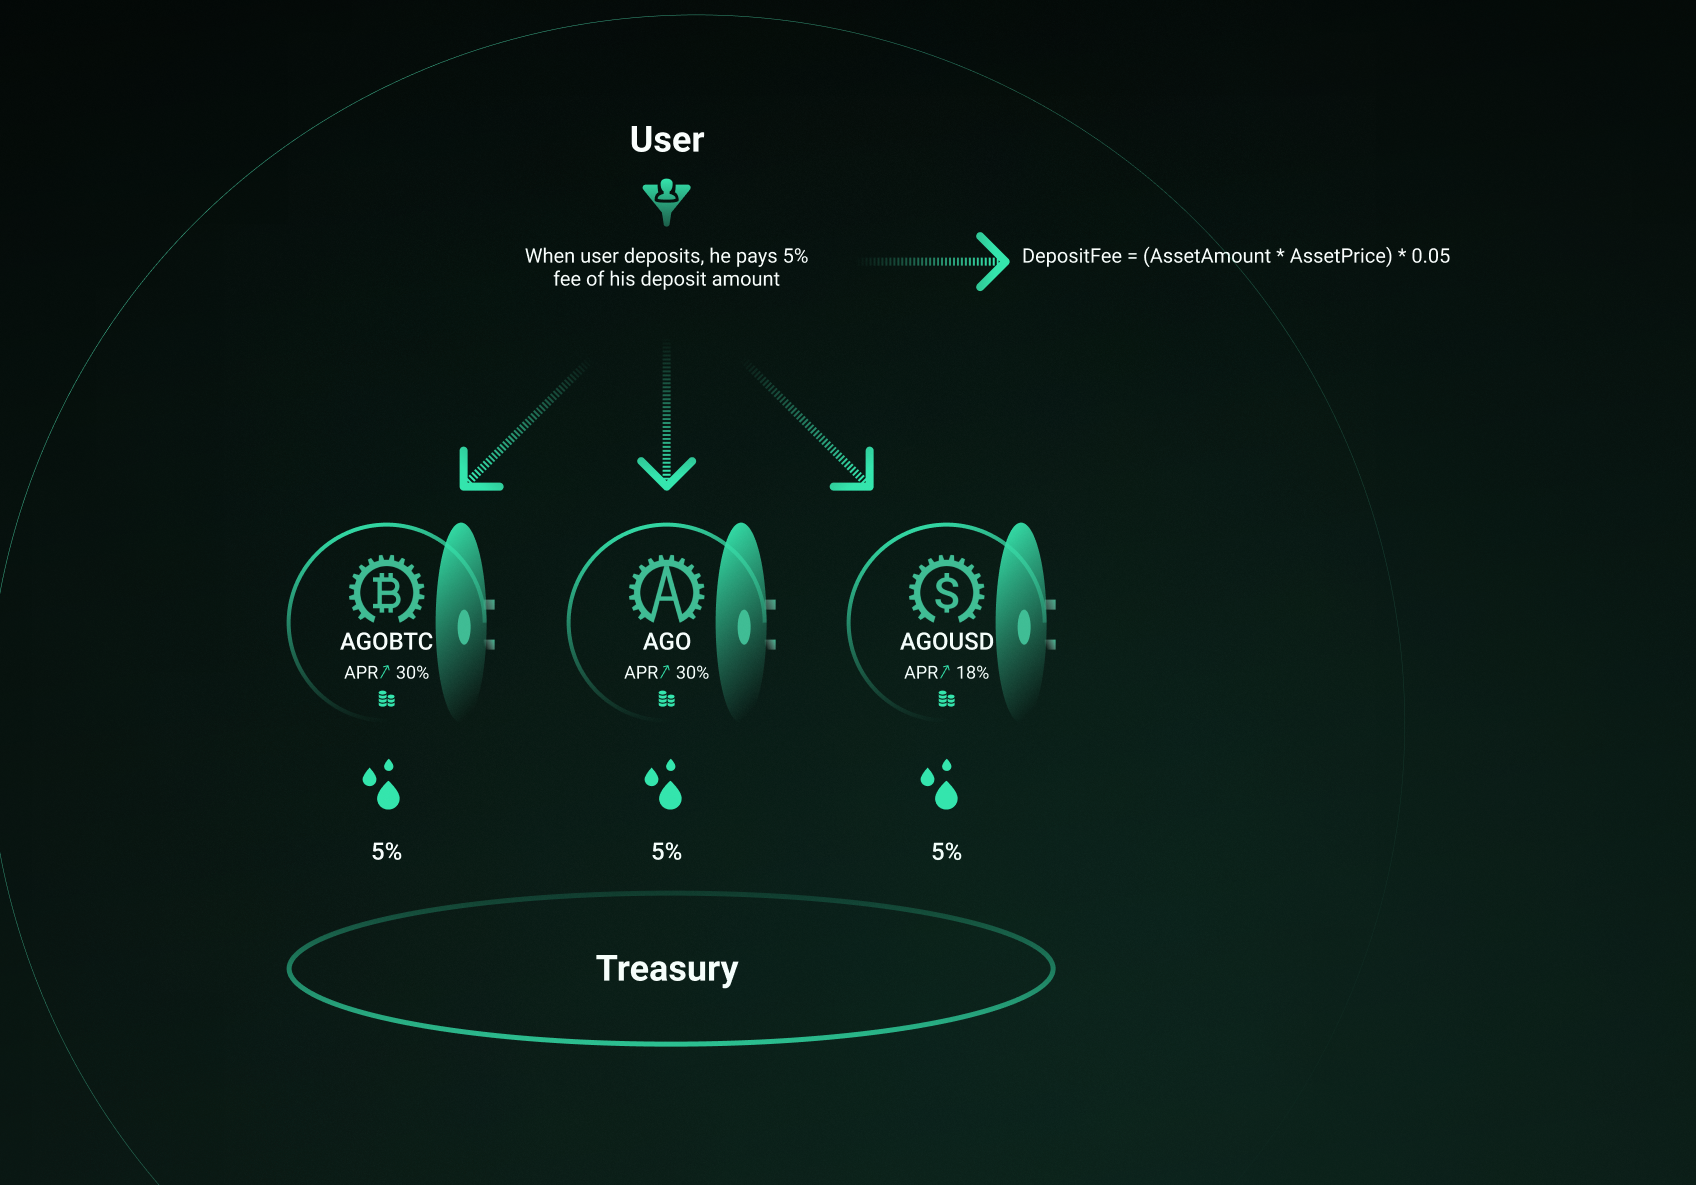 User
When user deposits, he pays 5%
fee of his deposit amount
DepositFee = (AssetAmount * AssetPrice) * 0.05
AGOBTC
APR↗ 30%
AGO
APR↗ 30%
AGOUSD
APR↗ 18%
5%
5%
5%
Treasury